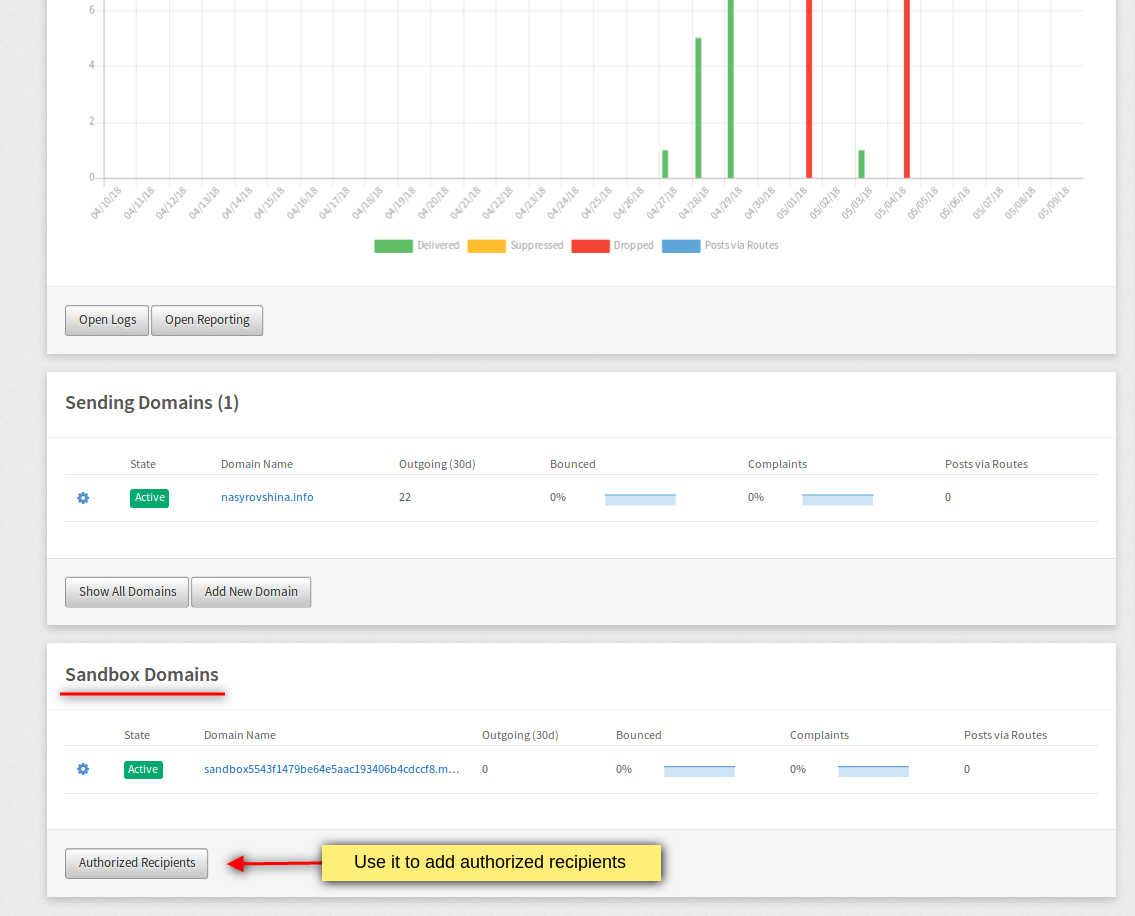 6
4
2
0
04/10/18 04/11/18 04/12/18 04/13/18 04/14/18 04/15/18 04/16/18 04/17/18 04/18/18 04/19/18 04/20/18 04/21/18 04/22/18 04/23/18 04/24/18 04/25/18 04/26/18 04/27/18 04/28/18 04/29/18 04/30/18 05/01/18 05/02/18 05/03/18 05/04/18 05/05/18 05/06/18 05/07/18 05/08/18 05/09/18
Delivered Suppressed Dropped Posts via Routes
Open Logs Open Reporting
Sending Domains (1)
State Domain Name Outgoing (30d) Bounced Complaints Posts via Routes
Active nasyrovshina.info 22 0% 0% 0
Show All Domains Add New Domain
Sandbox Domains
State Domain Name Outgoing (30d) Bounced Complaints Posts via Routes
Active sandbox5543f1479be64e5aac193406b4cdccf8.m... 0 0% 0% 0
Authorized Recipients Use it to add authorized recipients